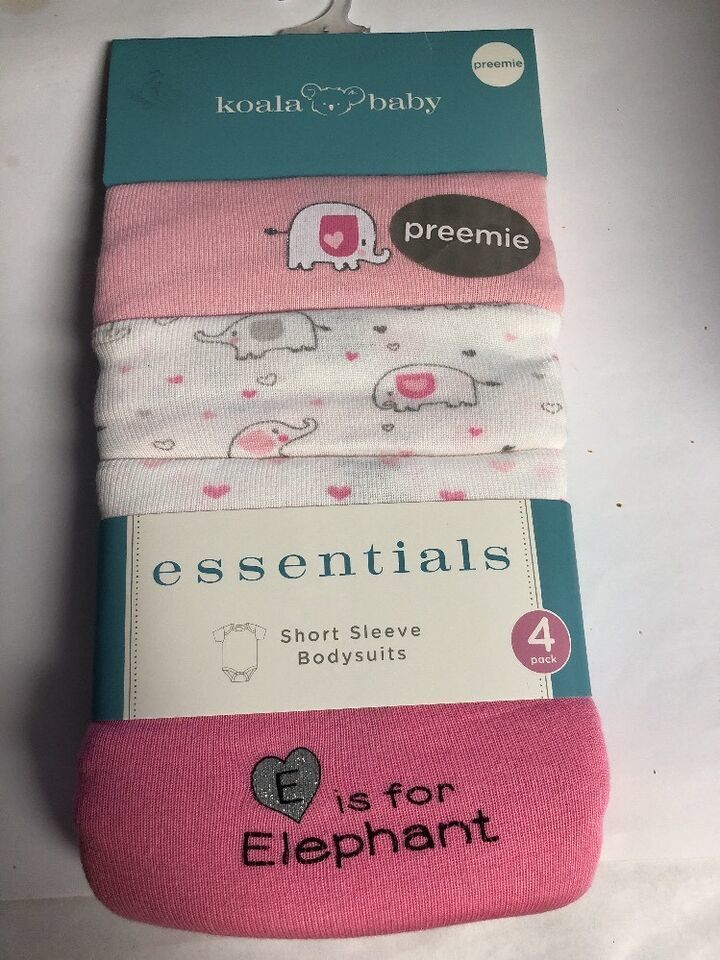 preemie
koala baby
preemie
essentials
Short Sleeve
Bodysuits
4
pack
E is for
Elephant